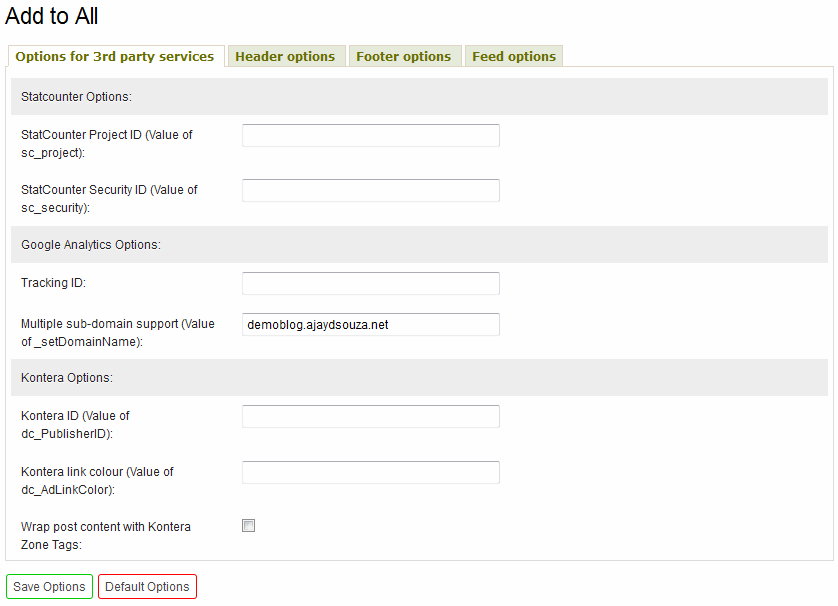 Add to All
Options for 3rd party services Header options Footer options Feed options
Statcounter Options:
StatCounter Project ID (Value of
sc_project):
StatCounter Security ID (Value of
sc_security):
Google Analytics Options:
Tracking ID:
Multiple sub-domain support (Value
of _setDomainName):
demoblog.ajaydsouza.net
Kontera Options:
Kontera ID (Value of
dc_PublisherID):
Kontera link colour (Value of
dc_AdLinkColor):
Wrap post content with Kontera
Zone Tags:
Save Options Default Options